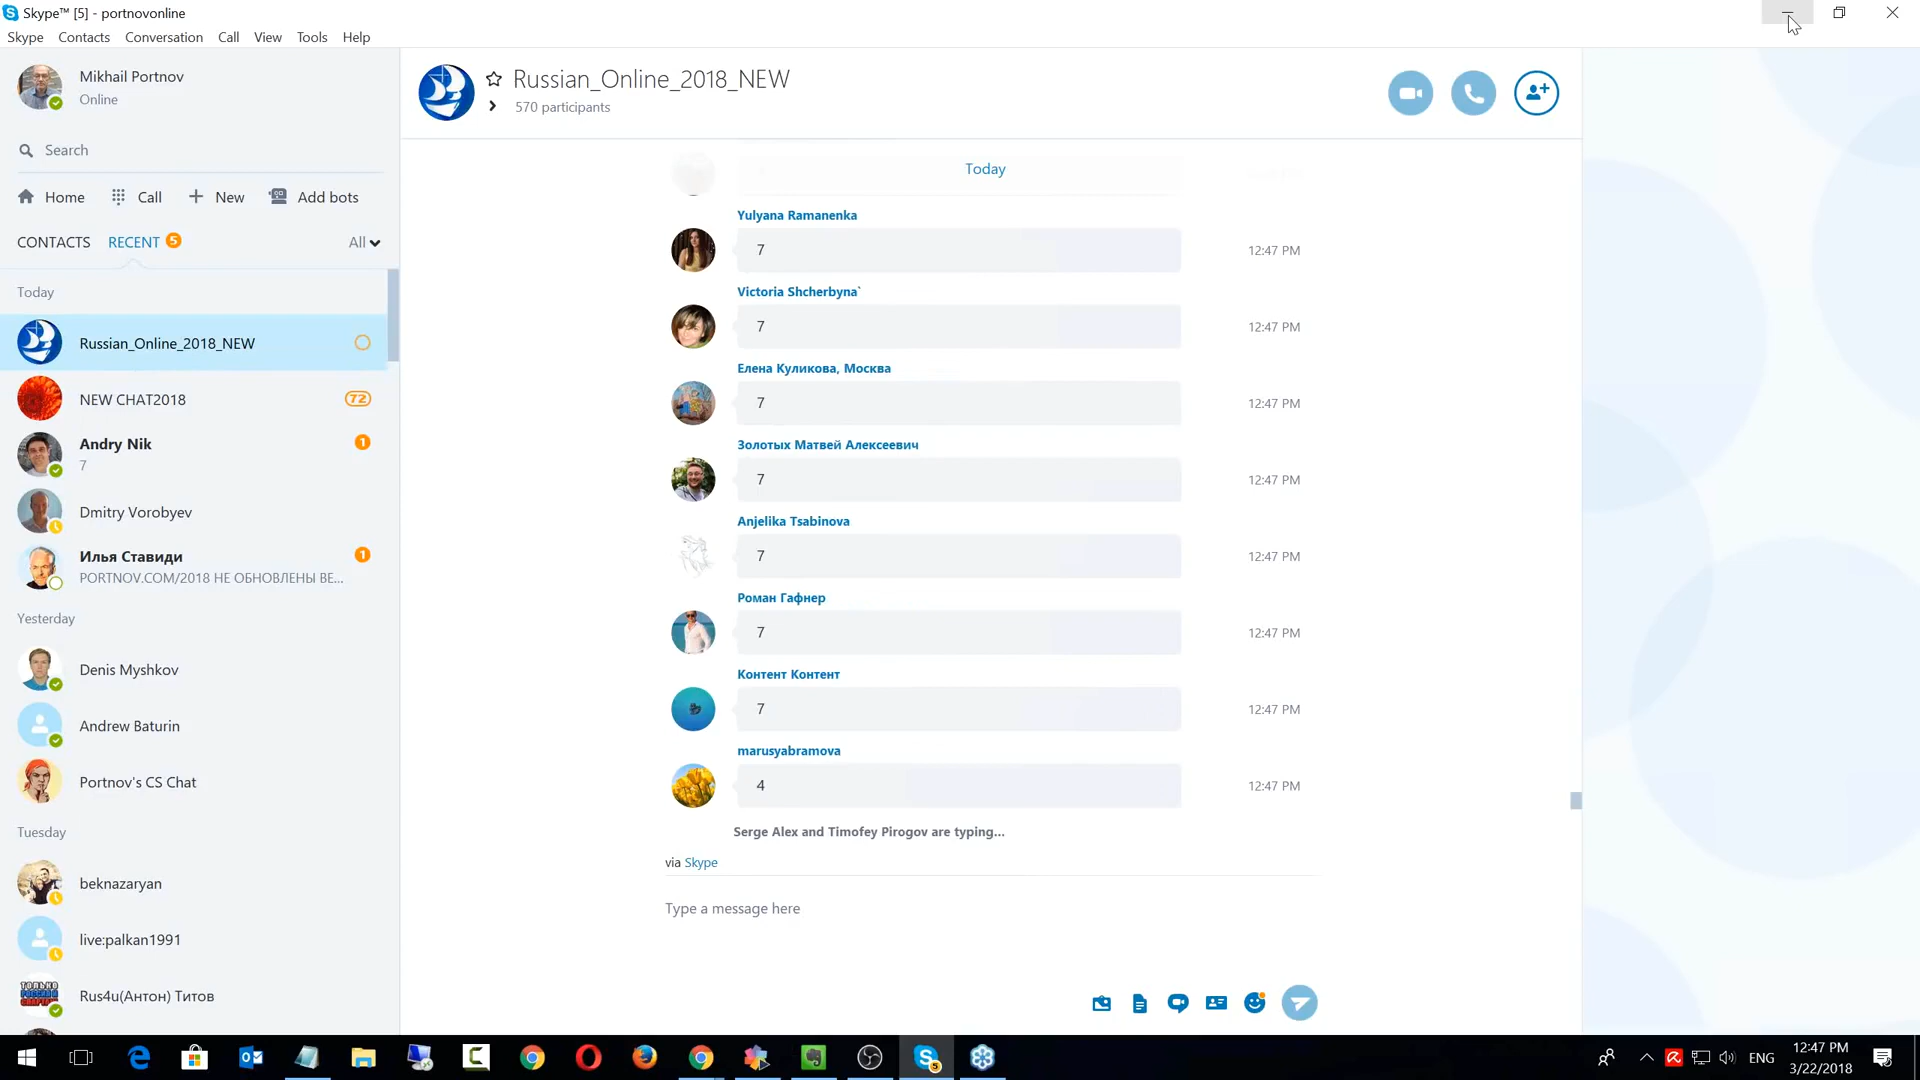 Skype™ [5] - portnovonline
Skype Contacts Conversation Call View Tools Help
Mikhail Portnov
Online
Search
Home Call New Add bots
CONTACTS RECENT 5 All
Today
Russian_Online_2018_NEW
NEW CHAT2018 72
Andry Nik 1
7
Dmitry Vorobyev
Илья Ставиди 1
PORTNOV.COM/2018 НЕ ОБНОВЛЕНЫ ВЕ...
Yesterday
Denis Myshkov
Andrew Baturin
Portnov's CS Chat
Tuesday
beknazaryan
live:palkan1991
ТОЛЬКО
Rus4u(Антон) Титов
Russian_Online_2018_NEW
570 participants
Today
Yulyana Ramanenka
7 12:47 PM
Victoria Shcherbyna`
7 12:47 PM
Елена Куликова, Москва
7 12:47 PM
Золотых Матвей Алексеевич
7 12:47 PM
Anjelika Tsabinova
7 12:47 PM
Роман Гафнер
7 12:47 PM
Контент Контент
7 12:47 PM
marusyabramova
4 12:47 PM
Serge Alex and Timofey Pirogov are typing...
via Skype
Type a message here
ENG
12:47 PM
3/22/2018